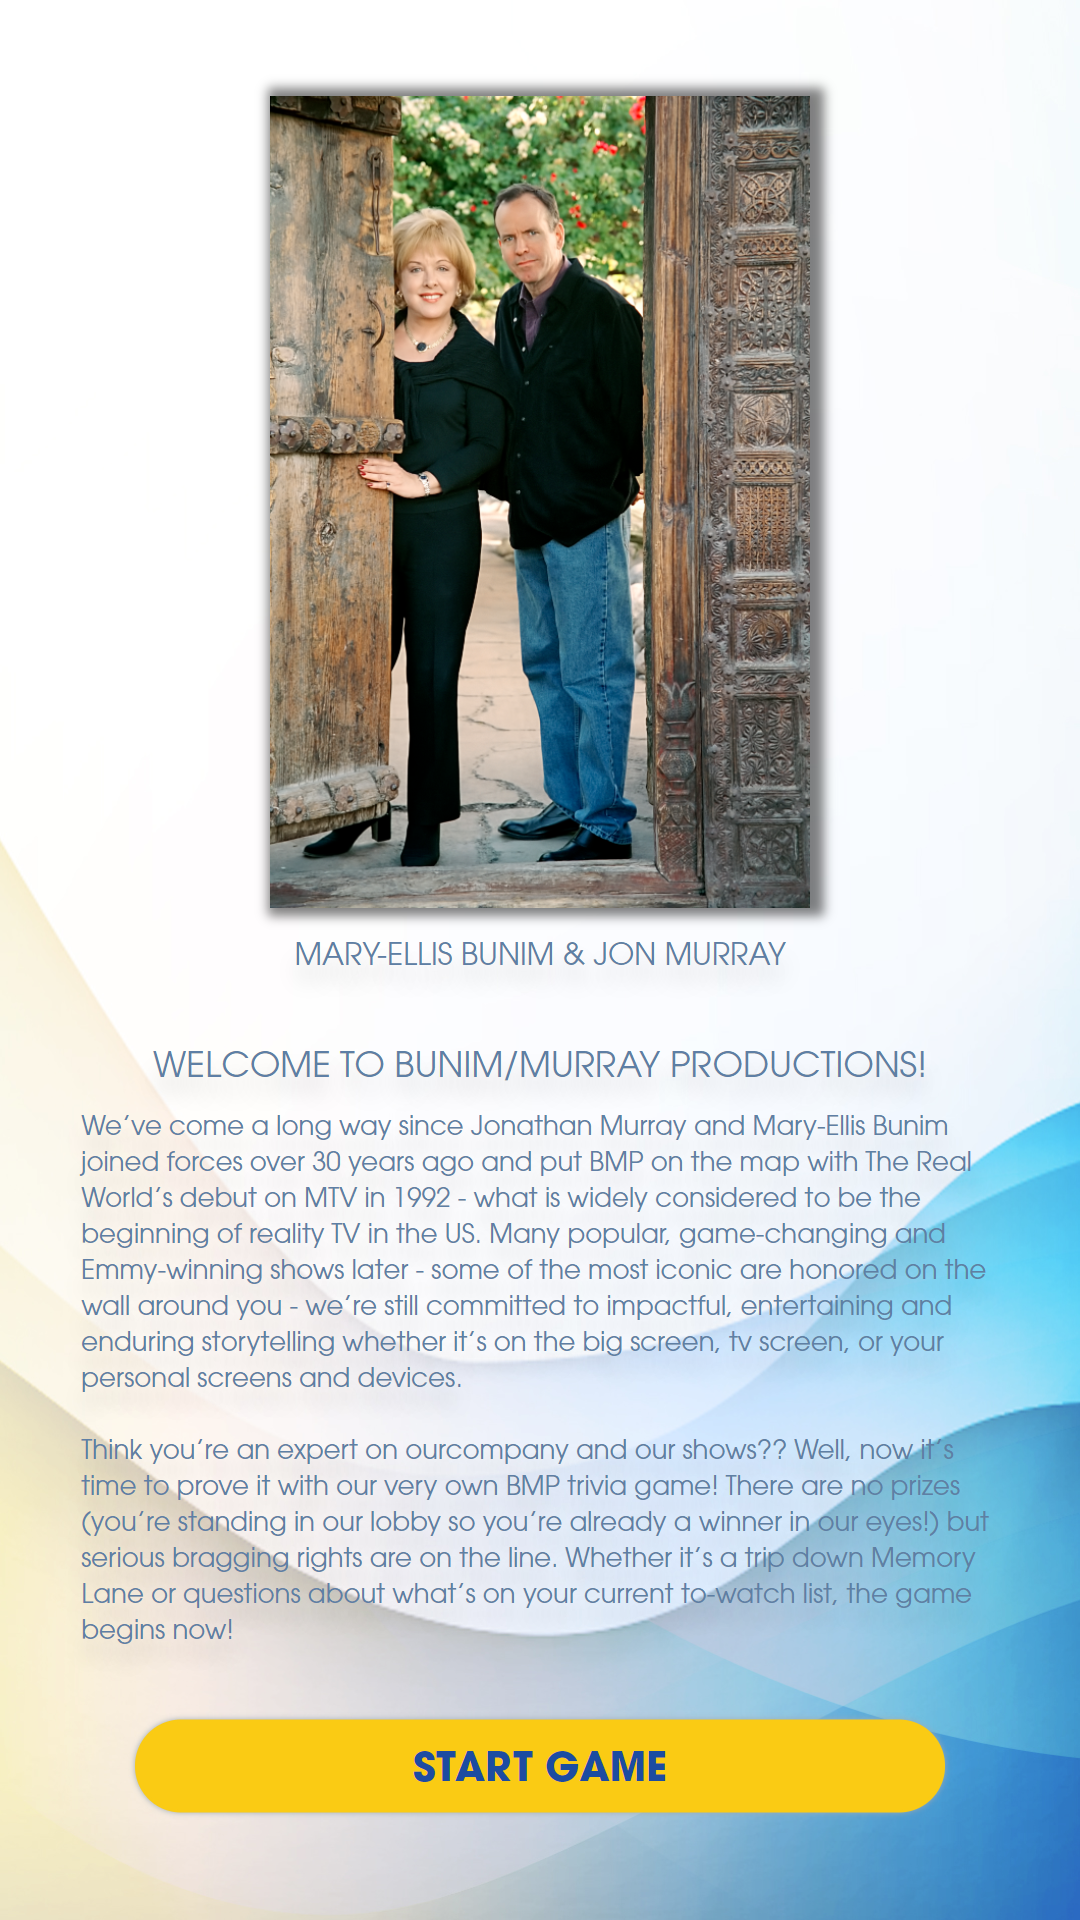 MARY-ELLIS BUNIM & JON MURRAY
WELCOME TO BUNIM/MURRAY PRODUCTIONS!
We’ve come a long way since Jonathan Murray and Mary-Ellis Bunim
joined forces over 30 years ago and put BMP on the map with The Real
World’s debut on MTV in 1992 - what is widely considered to be the
beginning of reality TV in the US. Many popular, game-changing and
Emmy-winning shows later - some of the most iconic are honored on the
wall around you - we’re still committed to impactful, entertaining and
enduring storytelling whether it’s on the big screen, tv screen, or your
personal screens and devices.
Think you’re an expert on ourcompany and our shows?? Well, now it’s
time to prove it with our very own BMP trivia game! There are no prizes
(you’re standing in our lobby so you’re already a winner in our eyes!) but
serious bragging rights are on the line. Whether it’s a trip down Memory
Lane or questions about what’s on your current to-watch list, the game
begins now!
START GAME